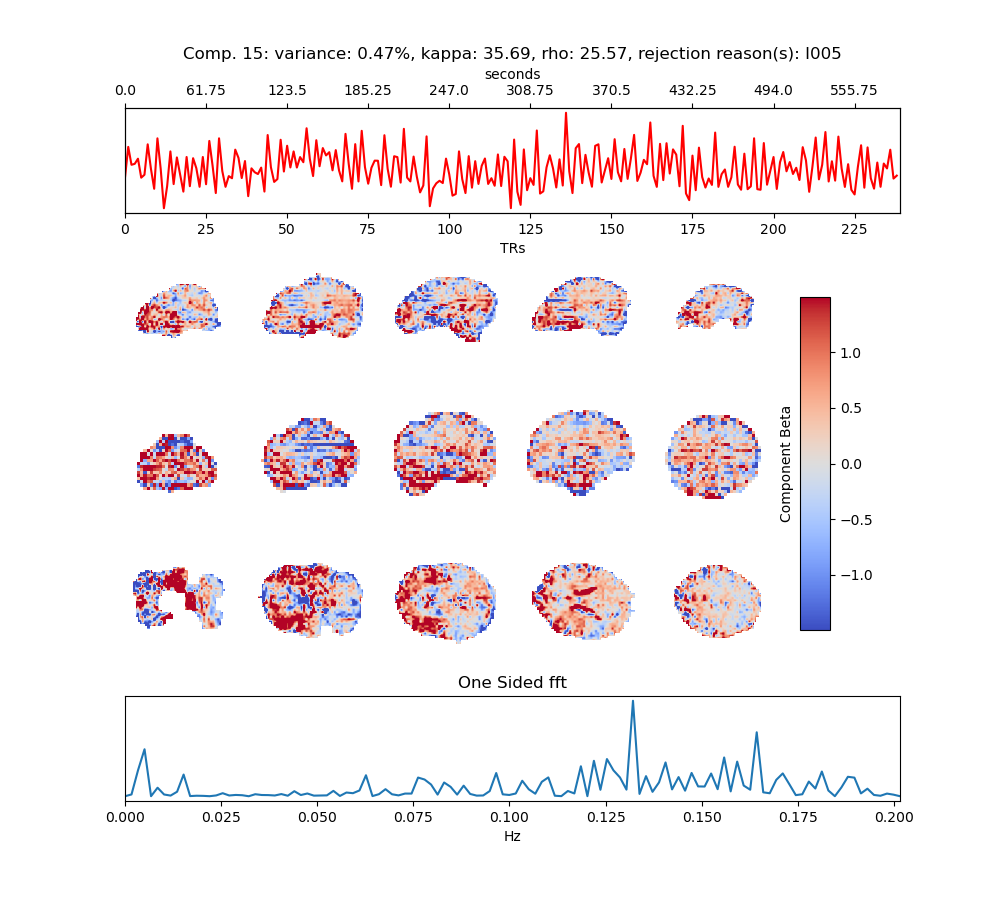 Comp. 15: variance: 0.47%, kappa: 35.69, rho: 25.57, rejection reason(s): I005
seconds
0.0 61.75 123.5 185.25 247.0 308.75 370.5 432.25 494.0 555.75
0 25 50 75 100 125 150 175 200 225
TRs
1.0
0.5
0.0
−0.5
−1.0
Component Beta
One Sided fft
0.000 0.025 0.050 0.075 0.100 0.125 0.150 0.175 0.200
Hz